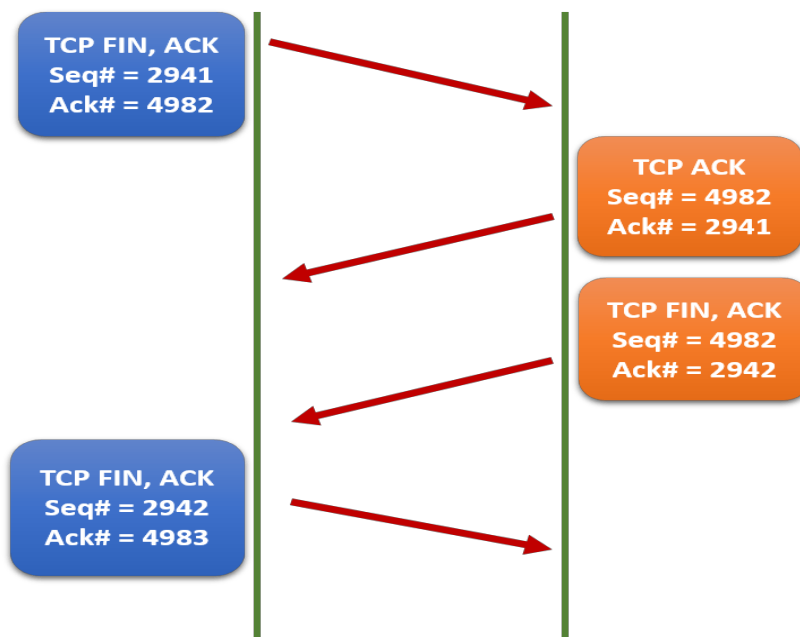 TCP FIN, ACK
Seq# = 2941
Ack# = 4982
TCP ACK
Seq# = 4982
Ack# = 2941
TCP FIN, ACK
Seq# = 4982
Ack# = 2942
TCP FIN, ACK
Seq# = 2942
Ack# = 4983